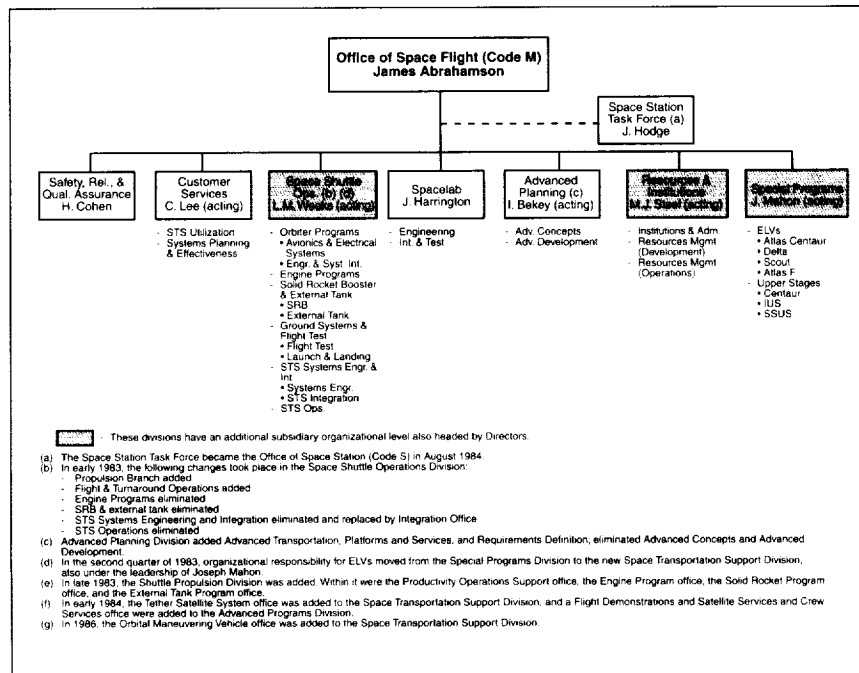 Office of Space Flight (Code M)
James Abrahamson
Space Station
Task Force (a)
J. Hodge
Safety, Rel., &
Qual. Assurance
H. Cohen
Customer
Services
C. Lee (acting)
- STS Utilization
- Systems Planning
& Effectiveness
Space Shuttle
Ops. (b) (d)
L.M. Weeks (acting)
- Orbiter Programs
• Avionics & Electrical
Systems
• Engr. & Syst. Int.
- Engine Programs
- Solid Rocket Booster
& External Tank
• SRB
• External Tank
- Ground Systems &
Flight Test
• Flight Test
• Launch & Landing
- STS Systems Engr. &
Int
• Systems Engr.
• STS Integration
- STS Ops.
Spacelab
J. Harrington
- Engineering
- Int. & Test
Advanced
Planning (c)
I. Bekey (acting)
- Adv. Concepts
- Adv. Development
Resources &
Institutions
M.J. Steel (acting)
- Institutions & Adm.
- Resources Mgmt
(Development)
- Resources Mgmt
(Operations)
Special Programs
J. Mahon (acting)
- ELVs
• Atlas Centaur
• Delta
• Scout
• Atlas F
- Upper Stages
• Centaur
• IUS
• SSUS
- These divisions have an additional subsidiary organizational level also headed by Directors.
(a) The Space Station Task Force became the Office of Space Station (Code S) in August 1984.
(b) In early 1983, the following changes took place in the Space Shuttle Operations Division:
- Propulsion Branch added
- Flight & Turnaround Operations added
- Engine Programs eliminated
- SRB & external tank eliminated
- STS Systems Engineering and Integration eliminated and replaced by Integration Office
- STS Operations eliminated
(c) Advanced Planning Division added Advanced Transportation, Platforms and Services, and Requirements Definition; eliminated Advanced Concepts and Advanced
Development.
(d) In the second quarter of 1983, organizational responsibility for ELVs moved from the Special Programs Division to the new Space Transportation Support Division,
also under the leadership of Joseph Mahon.
(e) In late 1983, the Shuttle Propulsion Division was added. Within it were the Productivity Operations Support office, the Engine Program office, the Solid Rocket Program
office, and the External Tank Program office.
(f) In early 1984, the Tether Satellite System office was added to the Space Transportation Support Division, and a Flight Demonstrations and Satellite Services and Crew
Services office were added to the Advanced Programs Division.
(g) In 1986, the Orbital Maneuvering Vehicle office was added to the Space Transportation Support Division.